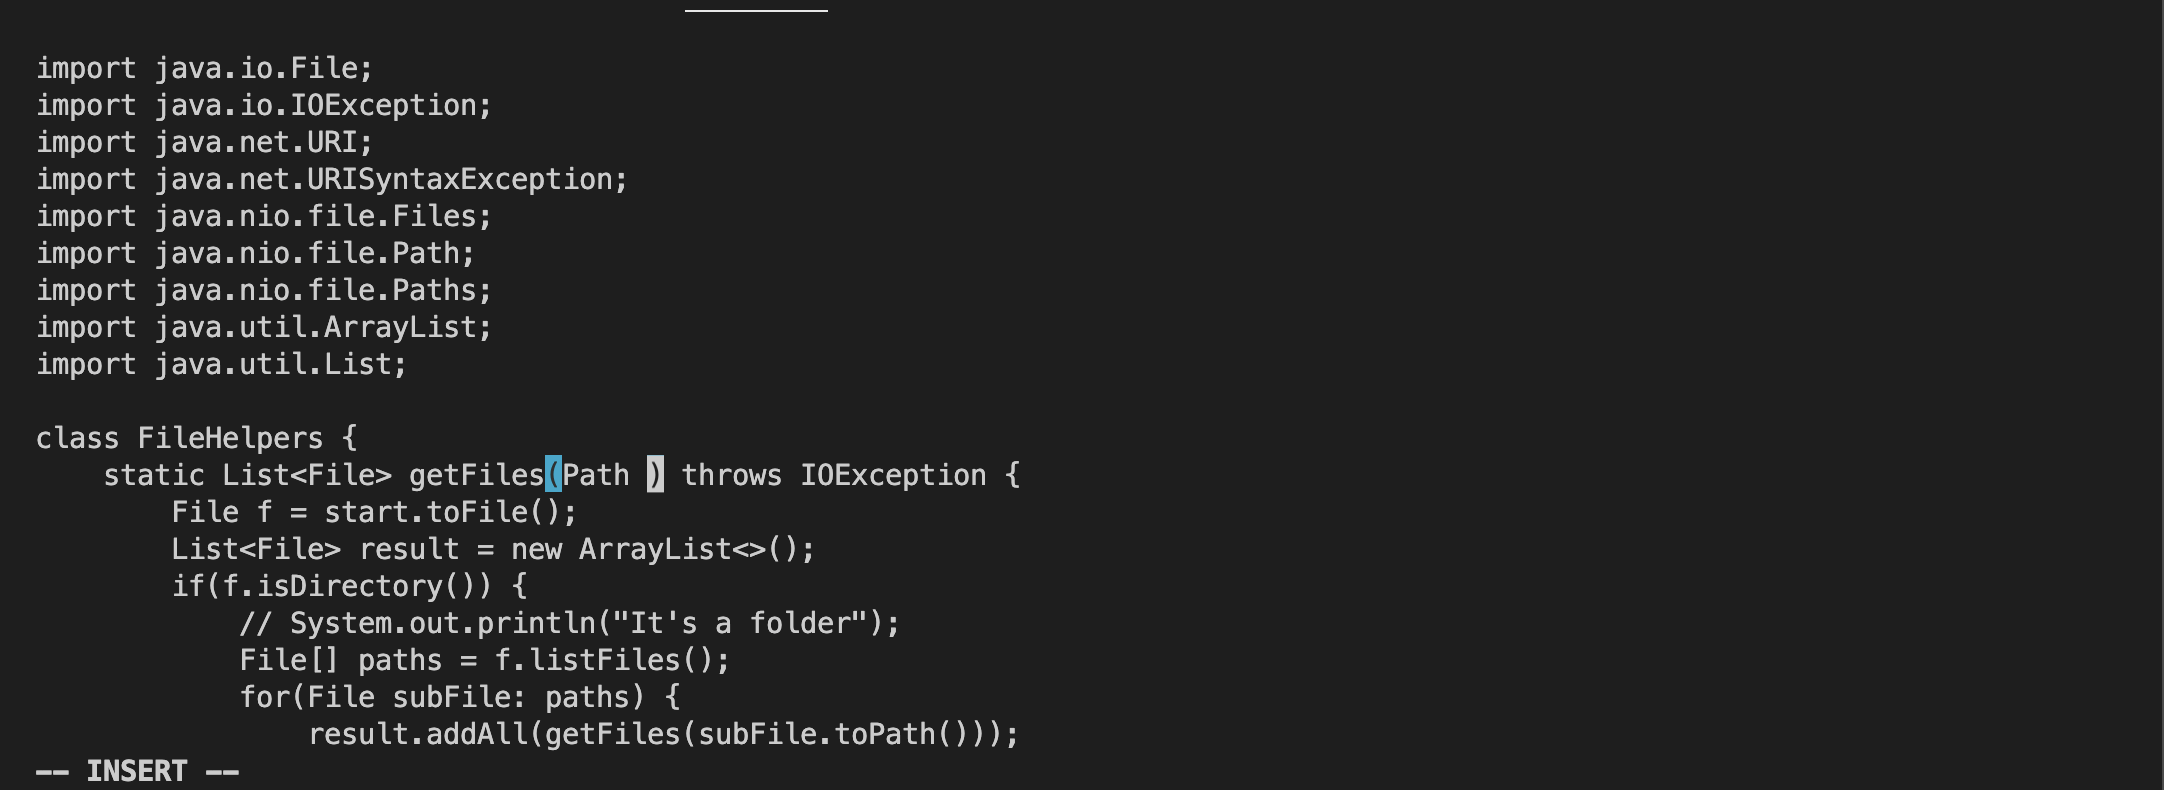 import java.io.File;
import java.io.IOException;
import java.net.URI;
import java.net.URISyntaxException;
import java.nio.file.Files;
import java.nio.file.Path;
import java.nio.file.Paths;
import java.util.ArrayList;
import java.util.List;

class FileHelpers {
    static List<File> getFiles(Path ) throws IOException {
        File f = start.toFile();
        List<File> result = new ArrayList<>();
        if(f.isDirectory()) {
            // System.out.println("It's a folder");
            File[] paths = f.listFiles();
            for(File subFile: paths) {
                result.addAll(getFiles(subFile.toPath()));
-- INSERT --